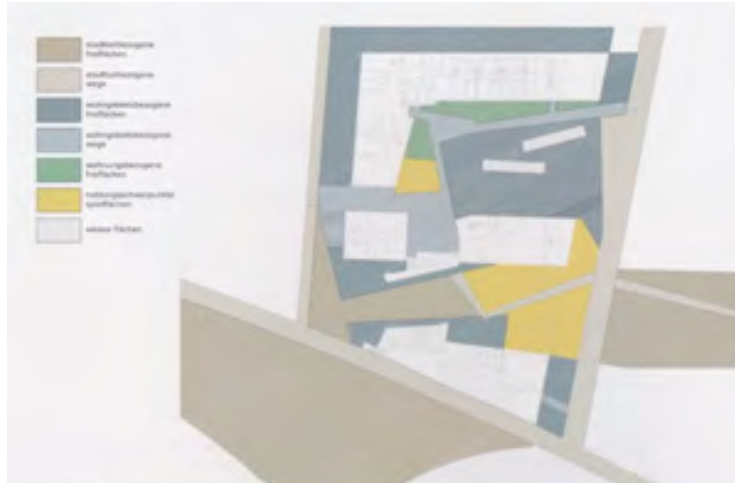 stadtteilbezogene
freiflächen
stadtteilbezogene
wege
wohngebietsbezogene
freiflächen
wohngebietsbezogene
wege
wohnungsbezogene
freiflächen
nutzungsschwerpunkte
spielflächen
weisse flächen